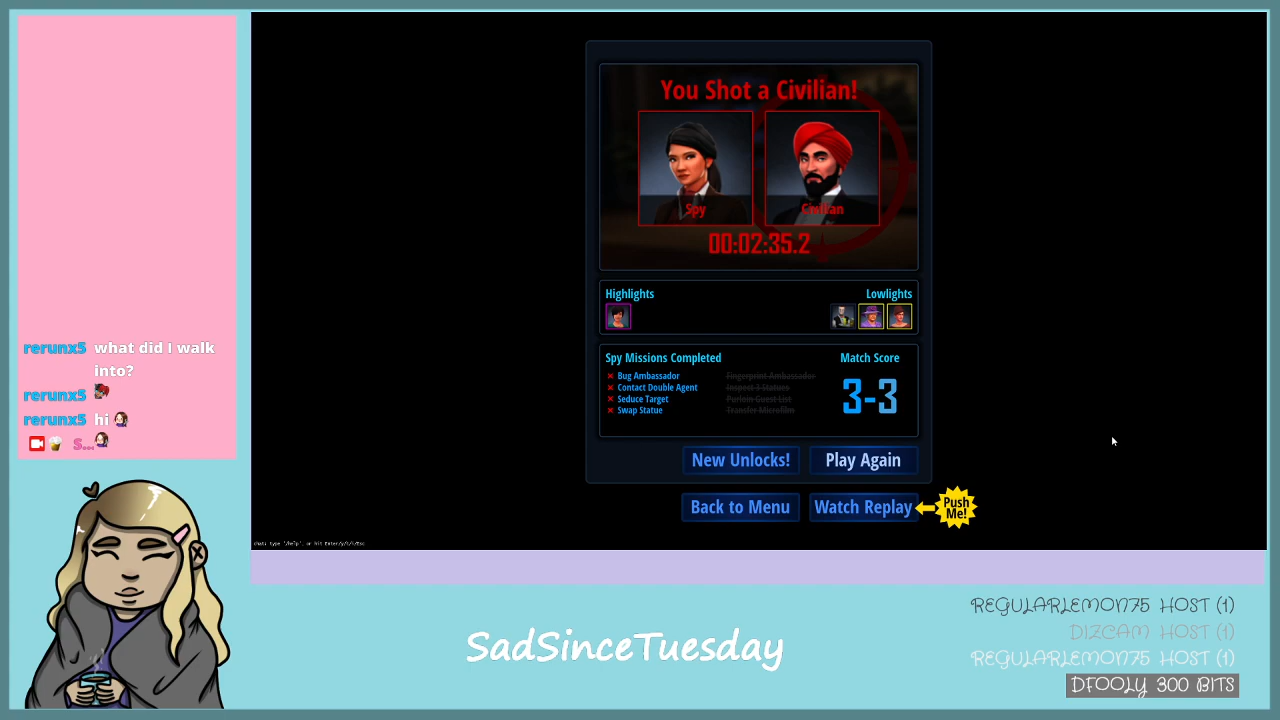 rerunx5 what did I walk
into?
rerunx5
rerunx5 hi
S...
You Shot a Civilian!
Spy
Civilian
00:02:35.2
Highlights
Lowlights
Spy Missions Completed
Match Score
Bug Ambassador
Fingerprint Ambassador
Contact Double Agent
Inspect 3 Statues
Seduce Target
Purloin Guest List
Swap Statue
Transfer Microfilm
3-3
New Unlocks!
Play Again
Back to Menu
Watch Replay
Push
Me!
SadSinceTuesday
REGULARLEMON75 HOST (1)
DIZCAM HOST (1)
REGULARLEMON75 HOST (1)
DFOOLY 300 BITS